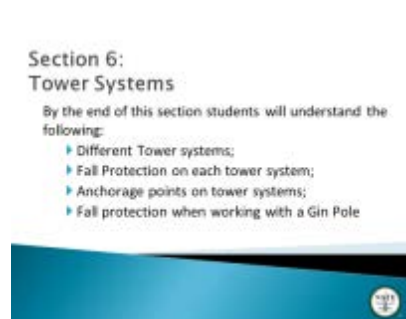 Section 6:
Tower Systems
By the end of this section students will understand the
following:
Different Tower systems;
Fall Protection on each tower system;
Anchorage points on tower systems;
Fall protection when working with a Gin Pole